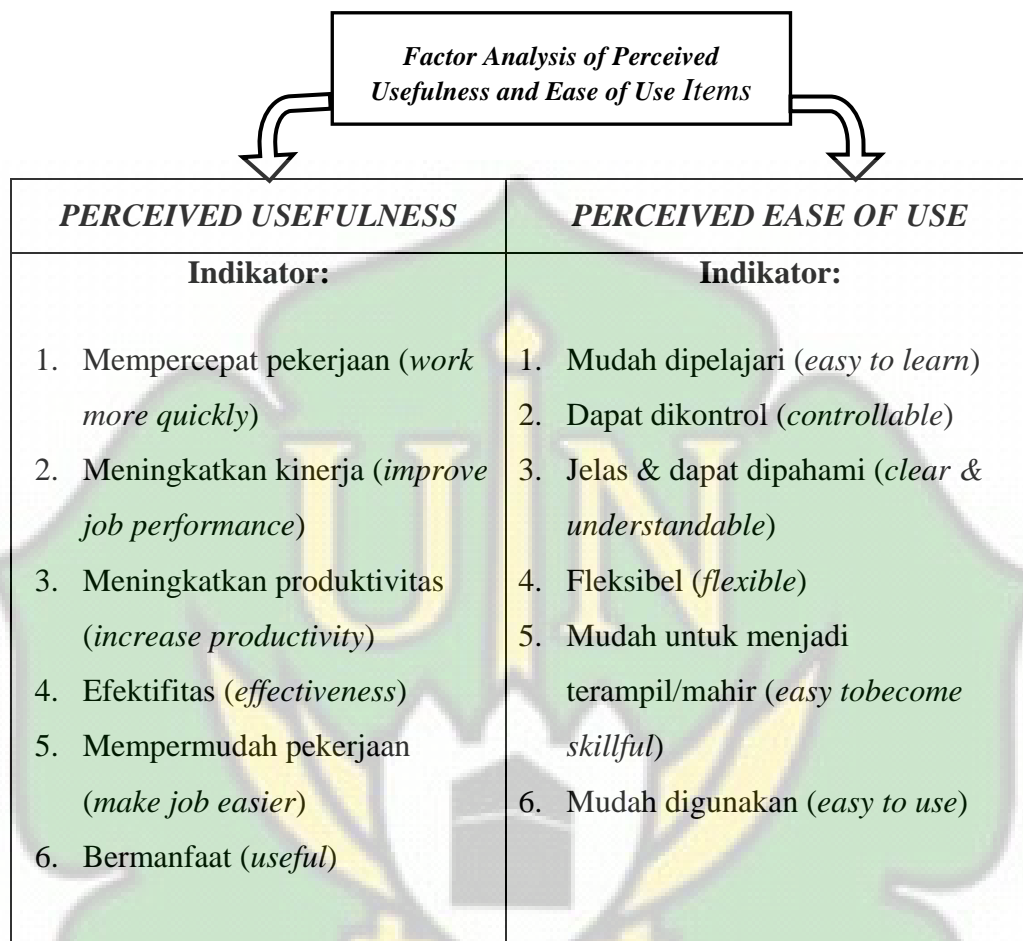 Factor Analysis of Perceived
Usefulness and Ease of Use Items
PERCEIVED USEFULNESS
Indikator:
1. Mempercepat pekerjaan (work
more quickly)
2. Meningkatkan kinerja (improve
job performance)
3. Meningkatkan produktivitas
(increase productivity)
4. Efektifitas (effectiveness)
5. Mempermudah pekerjaan
(make job easier)
6. Bermanfaat (useful)
PERCEIVED EASE OF USE
Indikator:
1. Mudah dipelajari (easy to learn)
2. Dapat dikontrol (controllable)
3. Jelas & dapat dipahami (clear &
understandable)
4. Fleksibel (flexible)
5. Mudah untuk menjadi
terampil/mahir (easy tobecome
skillful)
6. Mudah digunakan (easy to use)
UIN